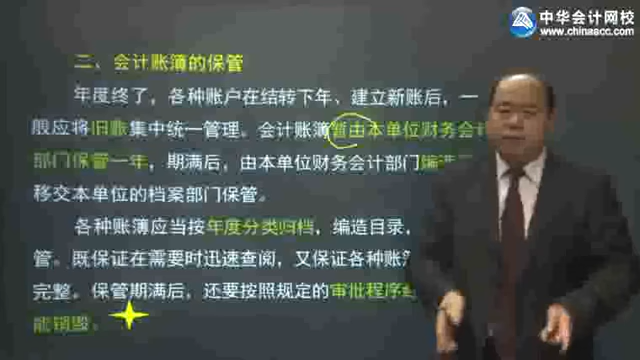 中华会计网校
www.chinaacc.com
二、会计账簿的保管
年度终了，各种账户在结转下年、建立新账后，一
般应将旧账集中统一管理。会计账簿暂由本单位财务会计
部门保管一年，期满后，由本单位财务会计部门编造
移交本单位的档案部门保管。
各种账簿应当按年度分类归档，编造目录，
管。既保证在需要时迅速查阅，又保证各种账簿
完整。保管期满后，还要按照规定的审批程序
能销毁。